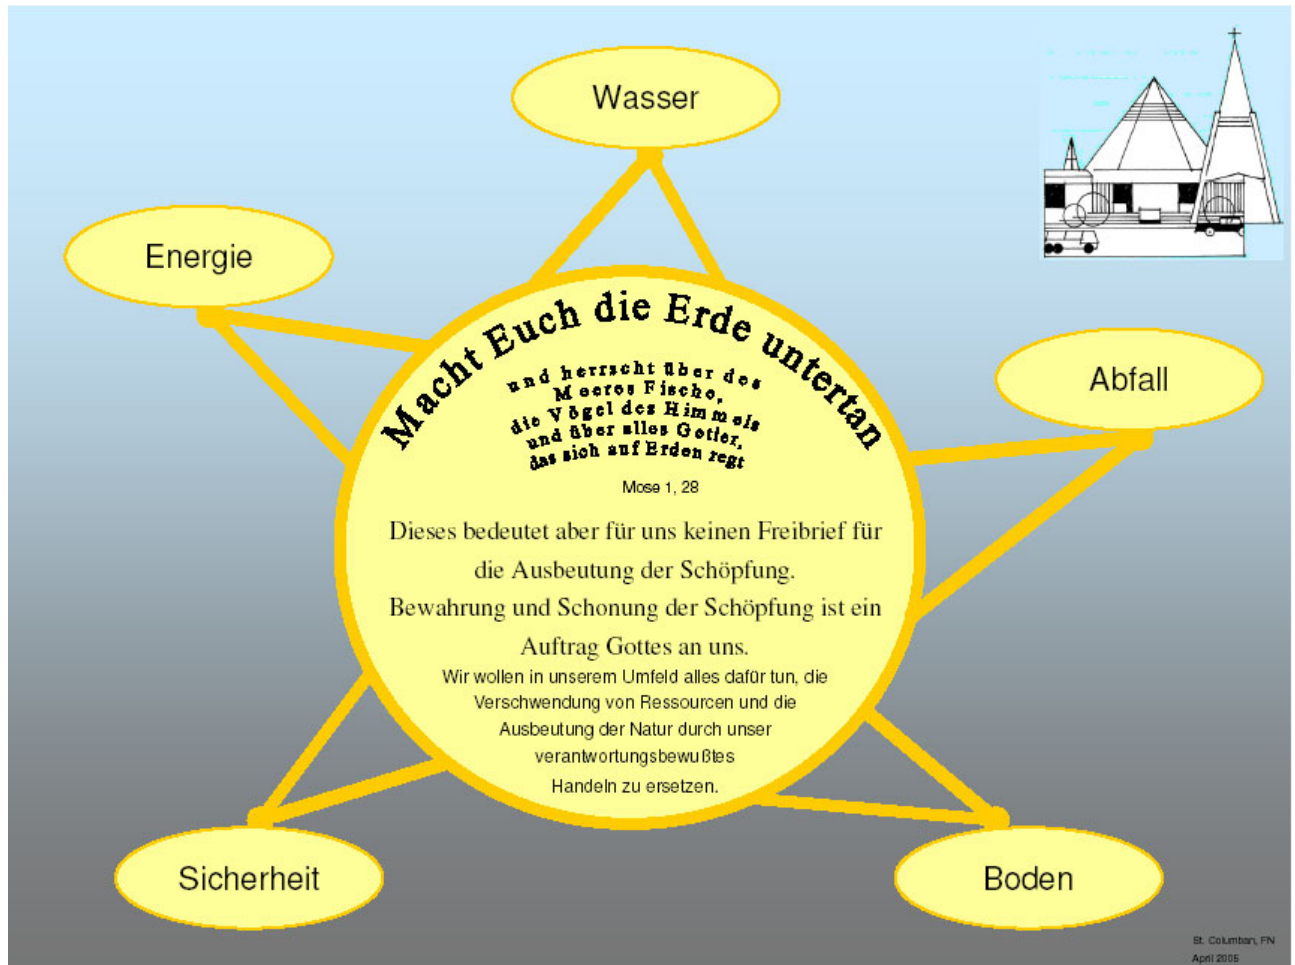 Wasser
Energie
Abfall
Macht Euch die Erde untertan
und herrscht über des
Meeres Fische,
die Vögel des Himmels
und über alles Getier,
das sich auf Erden regt
Mose 1, 28
Dieses bedeutet aber für uns keinen Freibrief für
die Ausbeutung der Schöpfung.
Bewahrung und Schonung der Schöpfung ist ein
Auftrag Gottes an uns.
Wir wollen in unserem Umfeld alles dafür tun, die
Verschwendung von Ressourcen und die
Ausbeutung der Natur durch unser
verantwortungsbewußtes
Handeln zu ersetzen.
Sicherheit
Boden
St. Columban, FN
April 2005